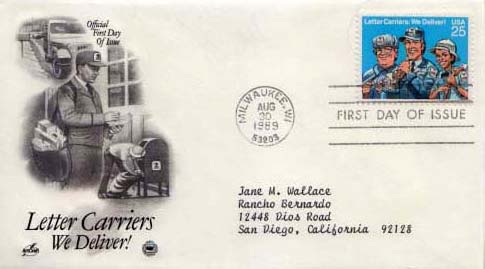 Official
First Day
Of Issue
Letter Carriers: We Deliver! USA
25
MILWAUKEE, WI
AUG
30
1989
53203
FIRST DAY OF ISSUE
Jane M. Wallace
Rancho Bernardo
12448 Dios Road
San Diego, California 92128
Letter Carriers
We Deliver!